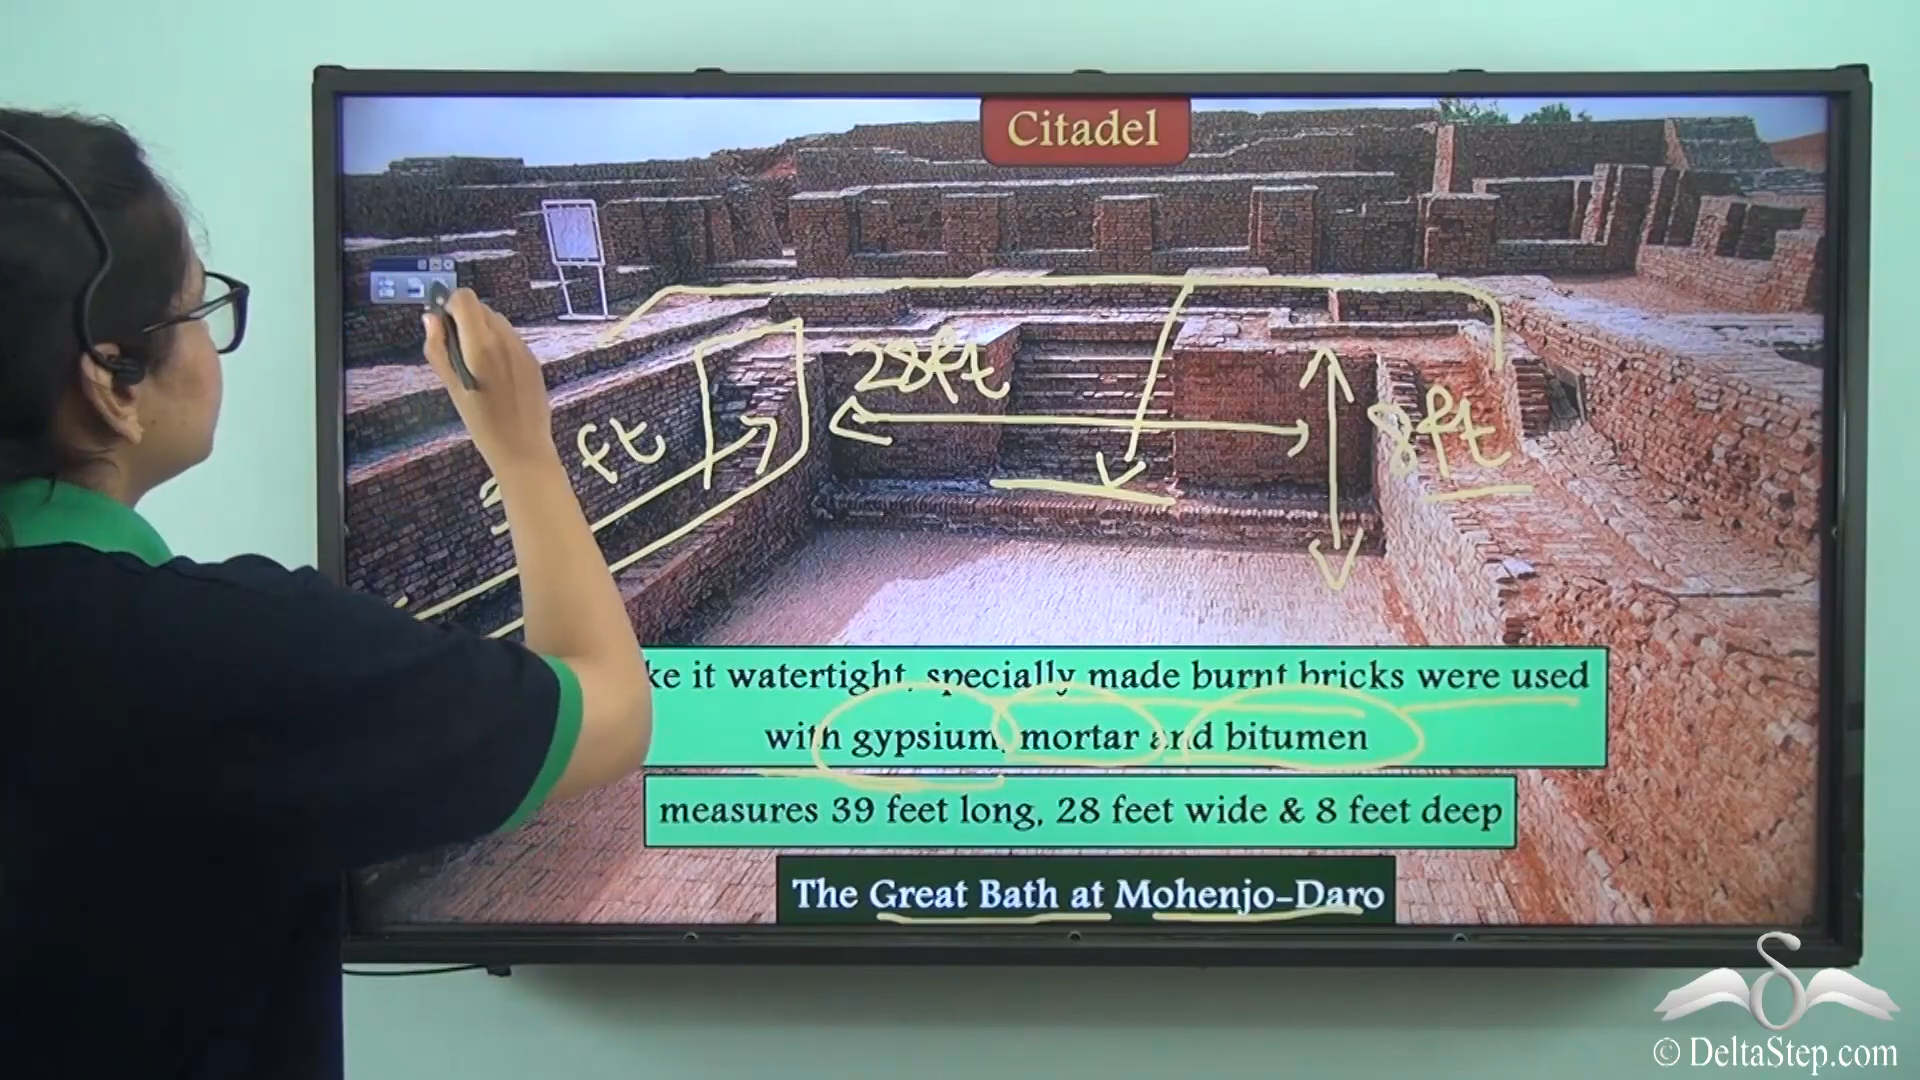 Citadel
28ft
ft
8ft
ke it watertight, specially made burnt bricks were used
with gypsium, mortar and bitumen
measures 39 feet long, 28 feet wide & 8 feet deep
The Great Bath at Mohenjo-Daro
© DeltaStep.com